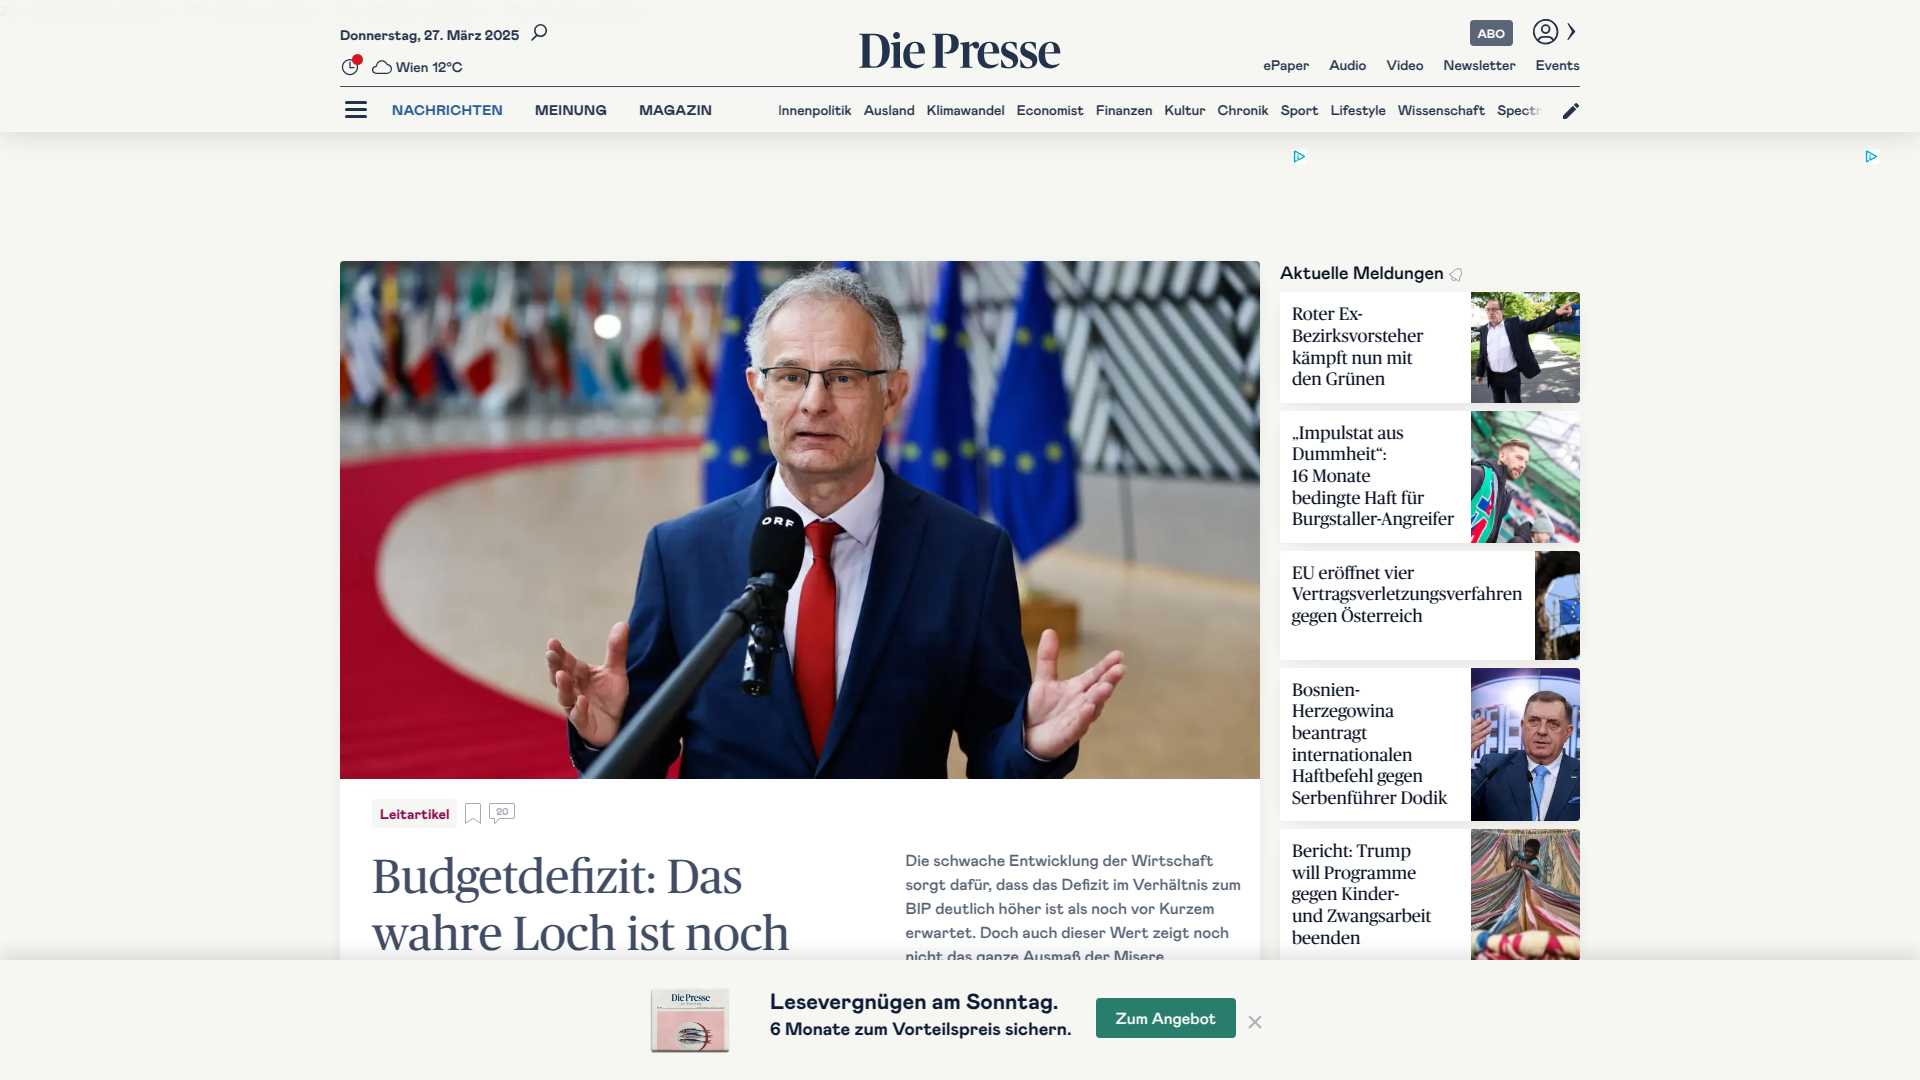 Donnerstag, 27. März 2025
Die Presse
ABO
Wien 12°C
ePaper
Audio
Video
Newsletter
Events
NACHRICHTEN
MEINUNG
MAGAZIN
Innenpolitik
Ausland
Klimawandel
Economist
Finanzen
Kultur
Chronik
Sport
Lifestyle
Wissenschaft
Spectr
ORF
Leitartikel
20
Budgetdefizit: Das
wahre Loch ist noch
Die schwache Entwicklung der Wirtschaft
sorgt dafür, dass das Defizit im Verhältnis zum
BIP deutlich höher ist als noch vor Kurzem
erwartet. Doch auch dieser Wert zeigt noch
nicht das ganze Ausmaß der Misere
Aktuelle Meldungen
Roter Ex-
Bezirksvorsteher
kämpft nun mit
den Grünen
„Impulstat aus
Dummheit“:
16 Monate
bedingte Haft für
Burgstaller-Angreifer
EU eröffnet vier
Vertragsverletzungsverfahren
gegen Österreich
Bosnien-
Herzegowina
beantragt
internationalen
Haftbefehl gegen
Serbenführer Dodik
Bericht: Trump
will Programme
gegen Kinder-
und Zwangsarbeit
beenden
Die Presse
Lesevergnügen am Sonntag.
6 Monate zum Vorteilspreis sichern.
Zum Angebot